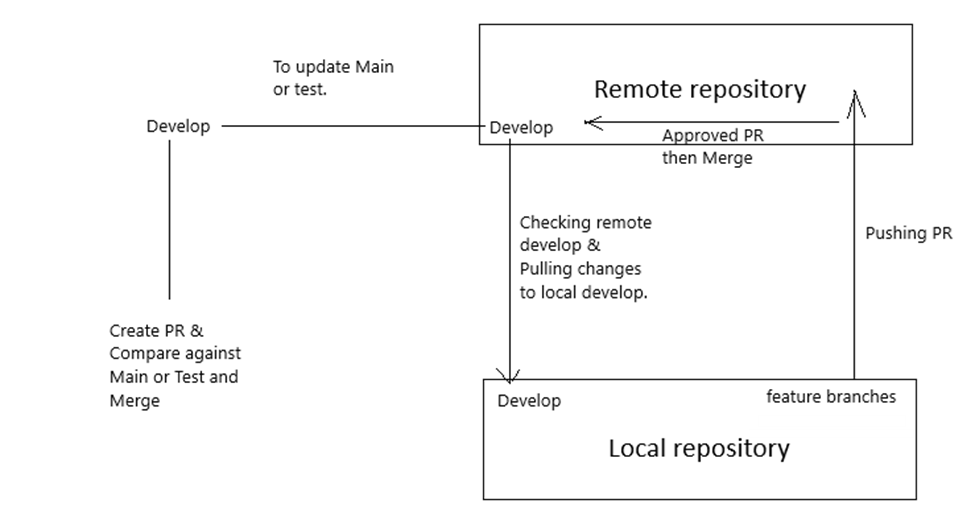 To update Main
or test.
Remote repository
Develop
Develop
Approved PR
then Merge
Checking remote
develop &
Pulling changes
to local develop.
Pushing PR
Create PR &
Compare against
Main or Test and
Merge
Develop
feature branches
Local repository